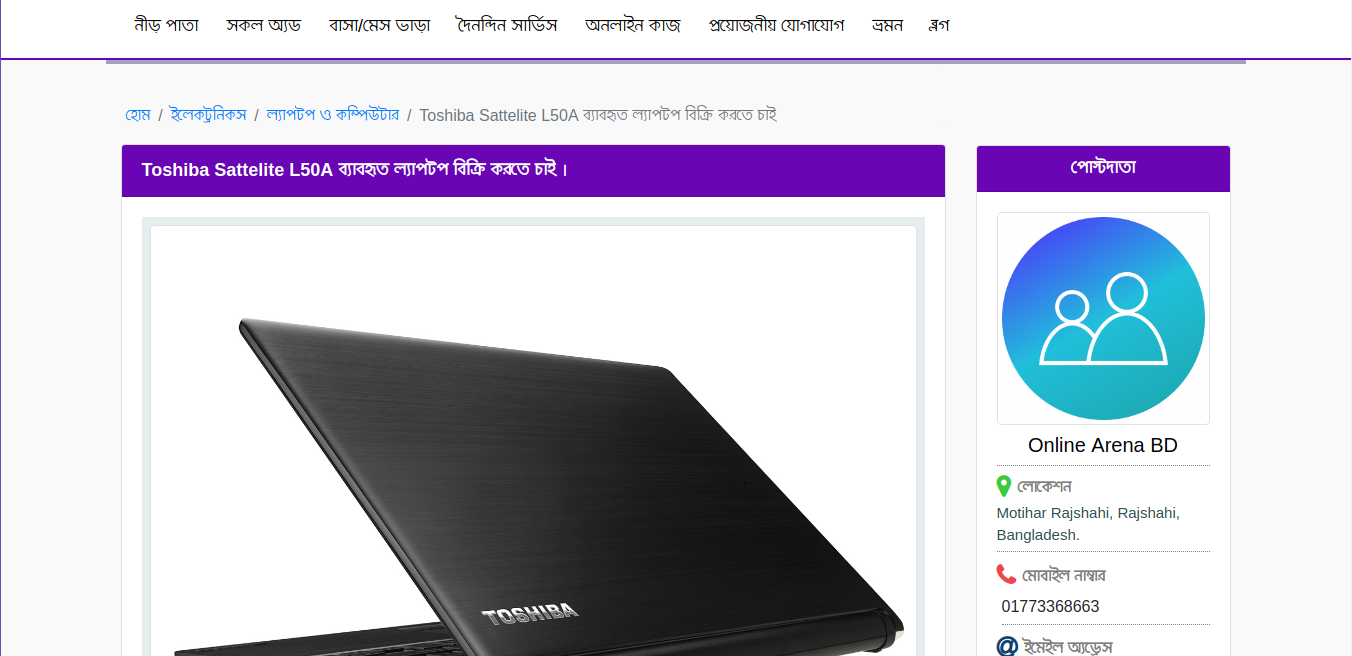 নীড় পাতা সকল অ্যাড বাসা/মেস ভাড়া দৈনন্দিন সার্ভিস অনলাইন কাজ প্রয়োজনীয় যোগাযোগ ভ্রমন ব্লগ
হোম / ইলেকট্রনিকস / ল্যাপটপ ও কম্পিউটার / Toshiba Sattelite L50A ব্যাবহৃত ল্যাপটপ বিক্রি করতে চাই
Toshiba Sattelite L50A ব্যাবহৃত ল্যাপটপ বিক্রি করতে চাই ।
পোস্টদাতা
TOSHIBA
Online Arena BD
লোকেশন
Motihar Rajshahi, Rajshahi,
Bangladesh.
মোবাইল নাম্বার
01773368663
@ ইমেইল অ্যাড্রেস